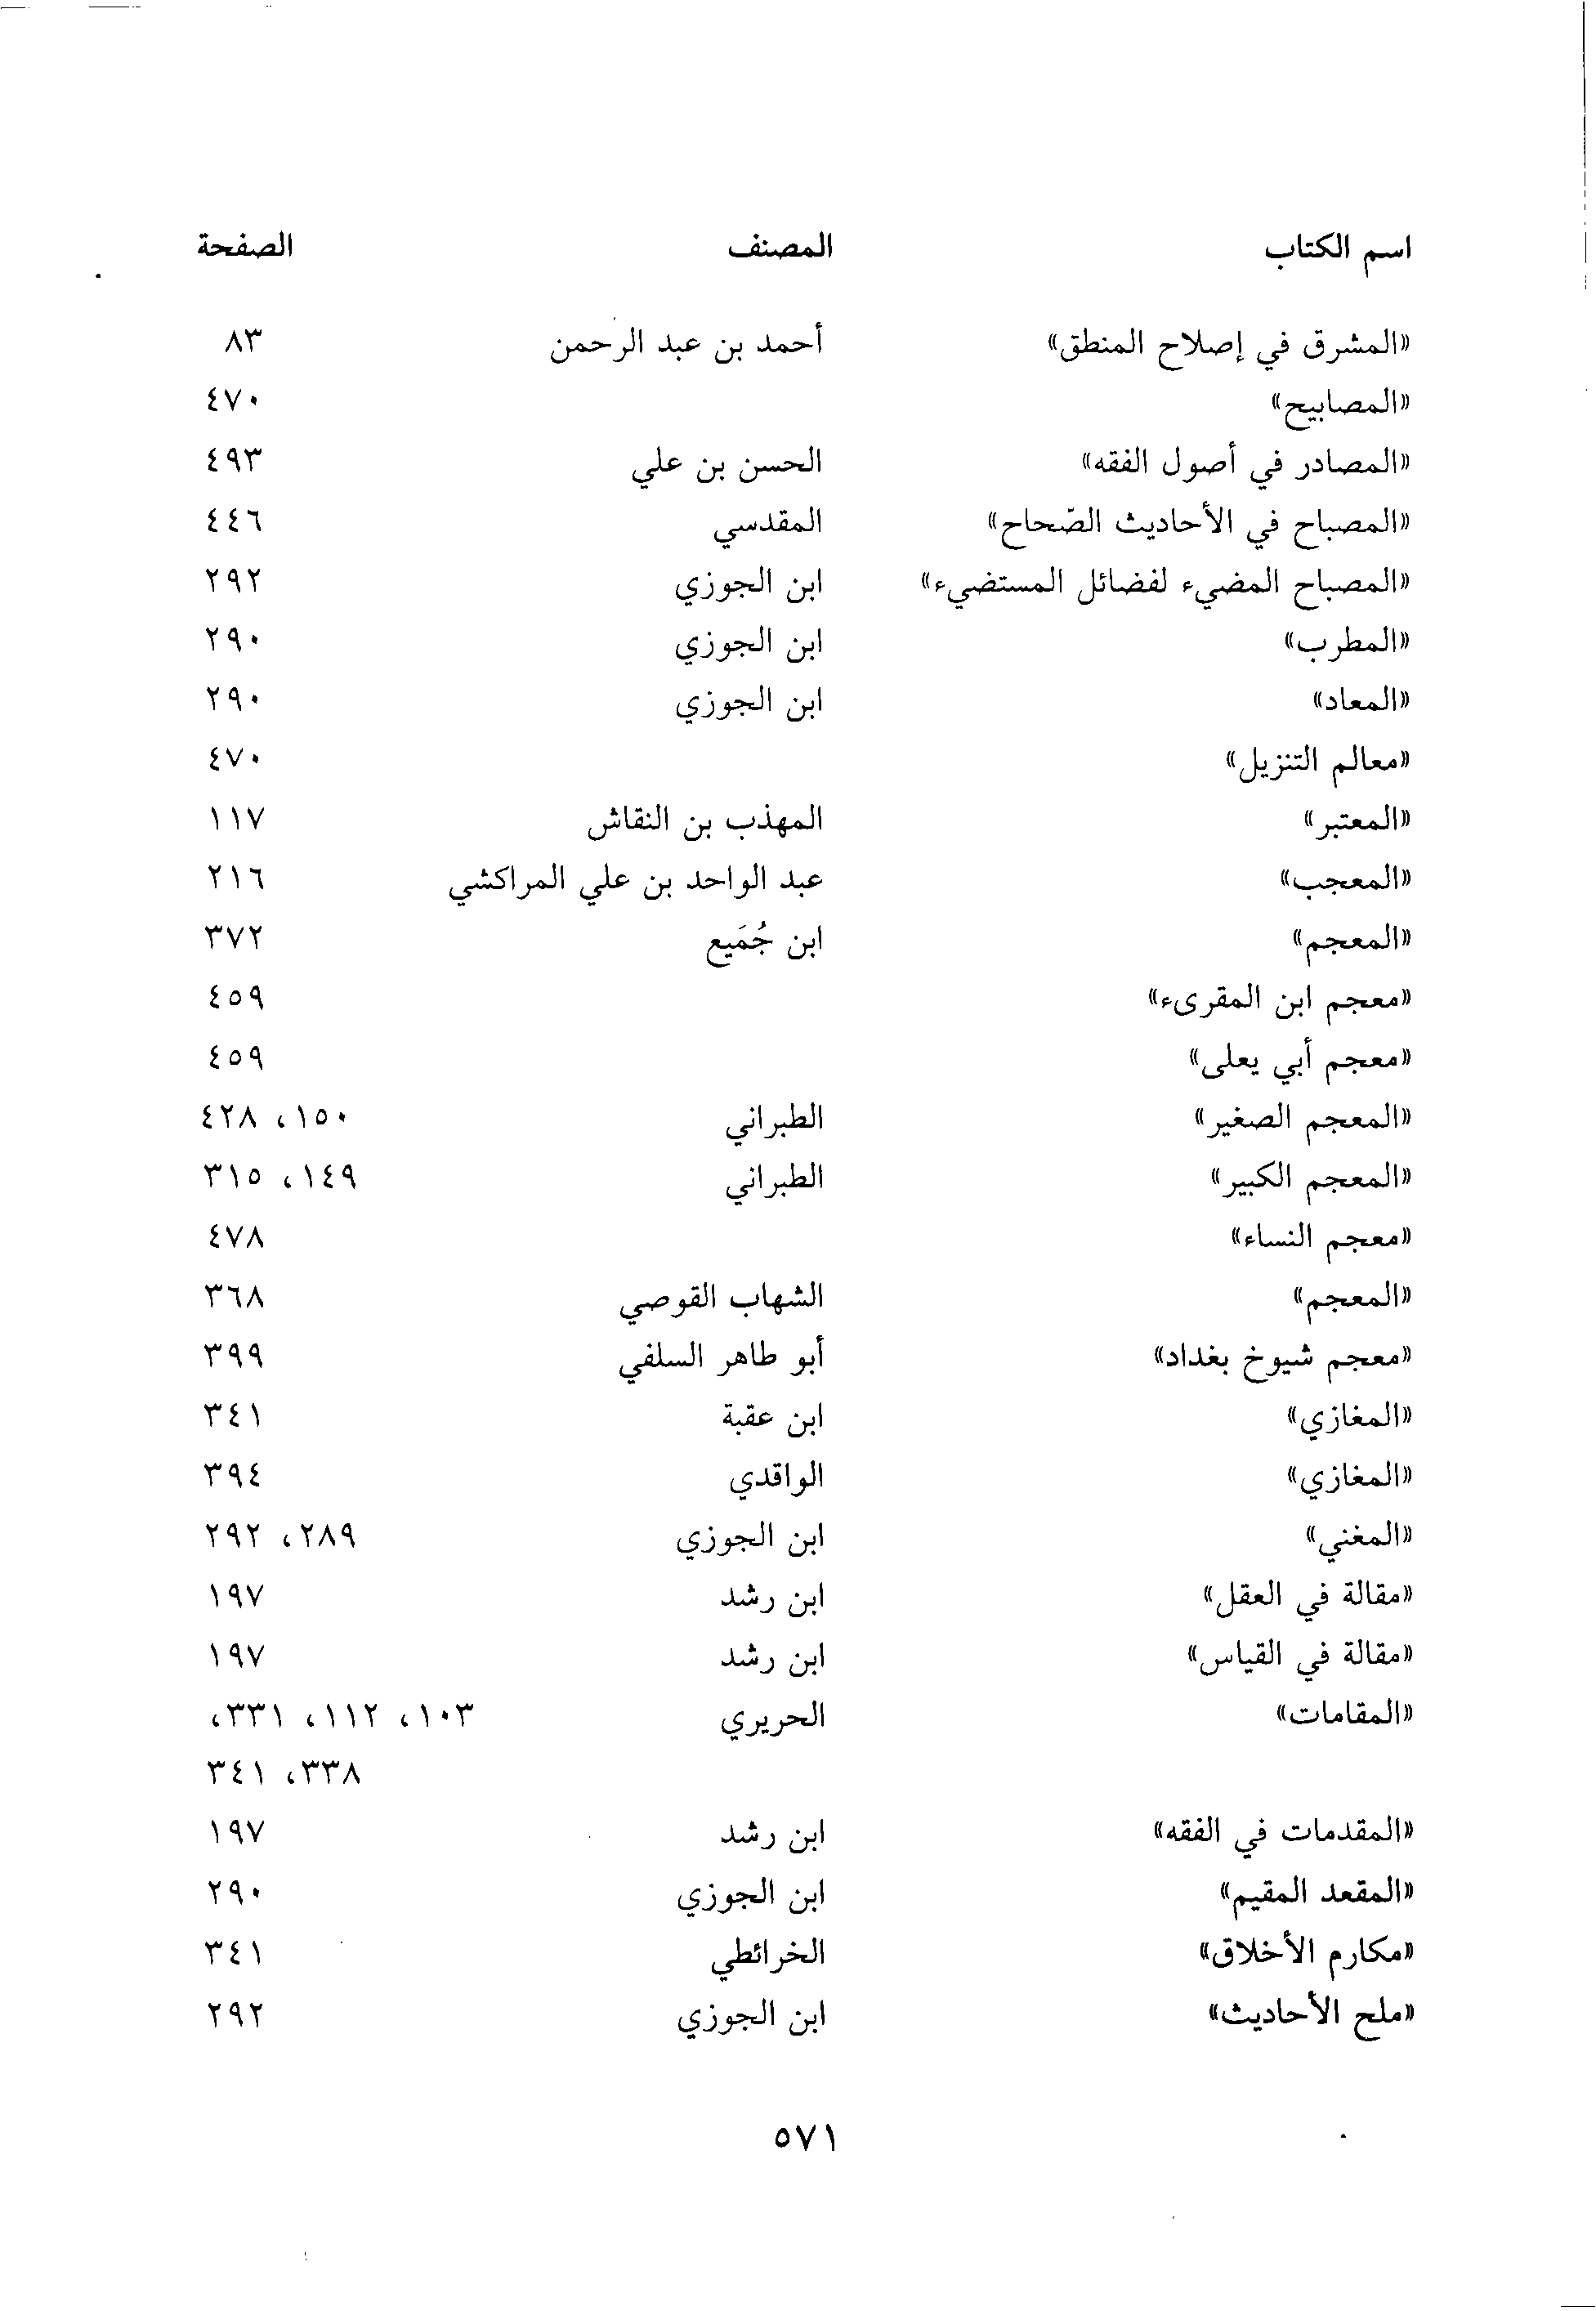 اسم الكتاب المصنف الصفحة
«المشرق في إصلاح المنطق» أحمد بن عبد الرحمن ٨٣
«المصابيح» ٤٧٠
«المصادر في أصول الفقه» الحسن بن علي ٤٩٣
«المصباح في الأحاديث الصّحاح» المقدسي ٤٤٦
«المصباح المضيء لفضائل المستضيء» ابن الجوزي ٢٩٢
«المطرب» ابن الجوزي ٢٩٠
«المعاد» ابن الجوزي ٢٩٠
«معالم التنزيل» ٤٧٠
«المعتبر» المهذب بن النقاش ١١٧
«المعجب» عبد الواحد بن علي المراكشي ٢١٦
«المعجم» ابن جُمَيع ٣٧٢
«معجم ابن المقرىء» ٤٥٩
«معجم أبي يعلى» ٤٥٩
«المعجم الصغير» الطبراني ١٥٠، ٤٢٨
«المعجم الكبير» الطبراني ١٤٩، ٣١٥
«معجم النساء» ٤٧٨
«المعجم» الشهاب القوصي ٣٦٨
«معجم شيوخ بغداد» أبو طاهر السلفي ٣٩٩
«المغازي» ابن عقبة ٣٤١
«المغازي» الواقدي ٣٩٤
«المغني» ابن الجوزي ٢٨٩، ٢٩٢
«مقالة في العقل» ابن رشد ١٩٧
«مقالة في القياس» ابن رشد ١٩٧
«المقامات» الحريري ١٠٣، ١١٢، ٣٣١،
٣٣٨، ٣٤١
«المقدمات في الفقه» ابن رشد ١٩٧
«المقعد المقيم» ابن الجوزي ٢٩٠
«مكارم الأخلاق» الخرائطي ٣٤١
«ملح الأحاديث» ابن الجوزي ٢٩٢
٥٧١